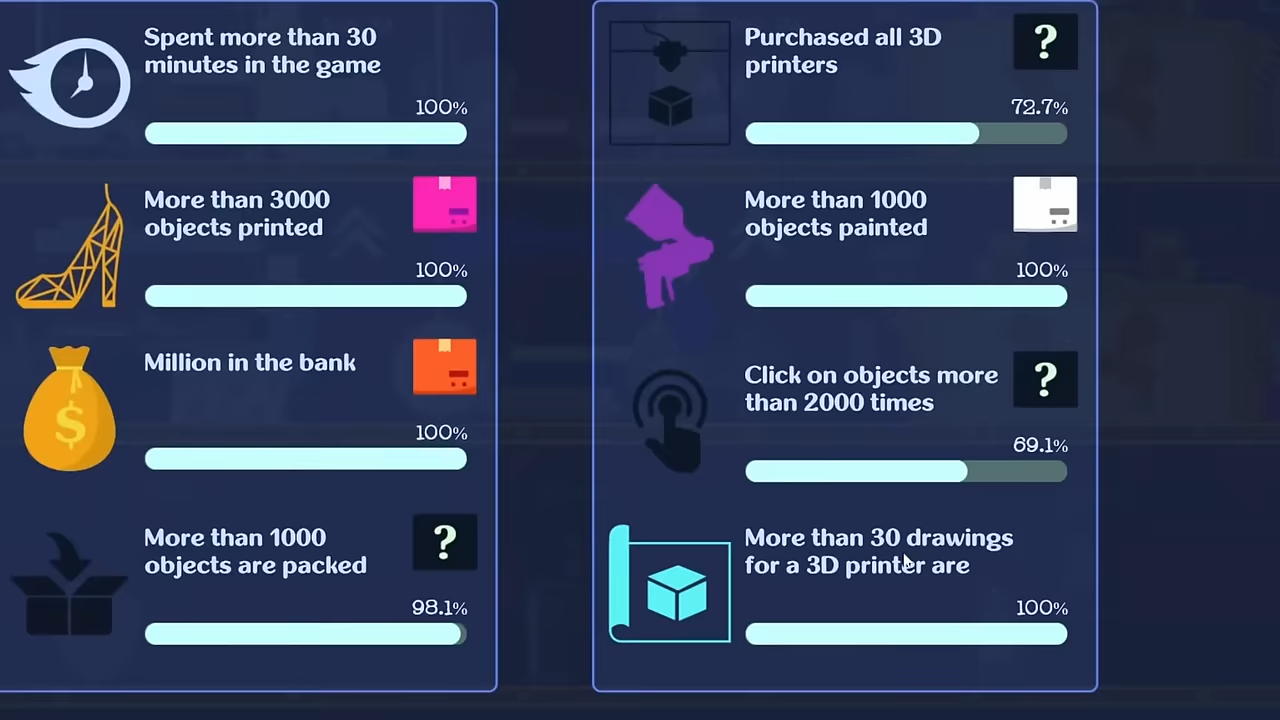 Spent more than 30
minutes in the game
100%
More than 3000
objects printed
100%
Million in the bank
$
100%
More than 1000
objects are packed
?
98.1%
Purchased all 3D
printers
?
72.7%
More than 1000
objects painted
100%
Click on objects more
than 2000 times
?
69.1%
More than 30 drawings
for a 3D printer are
100%